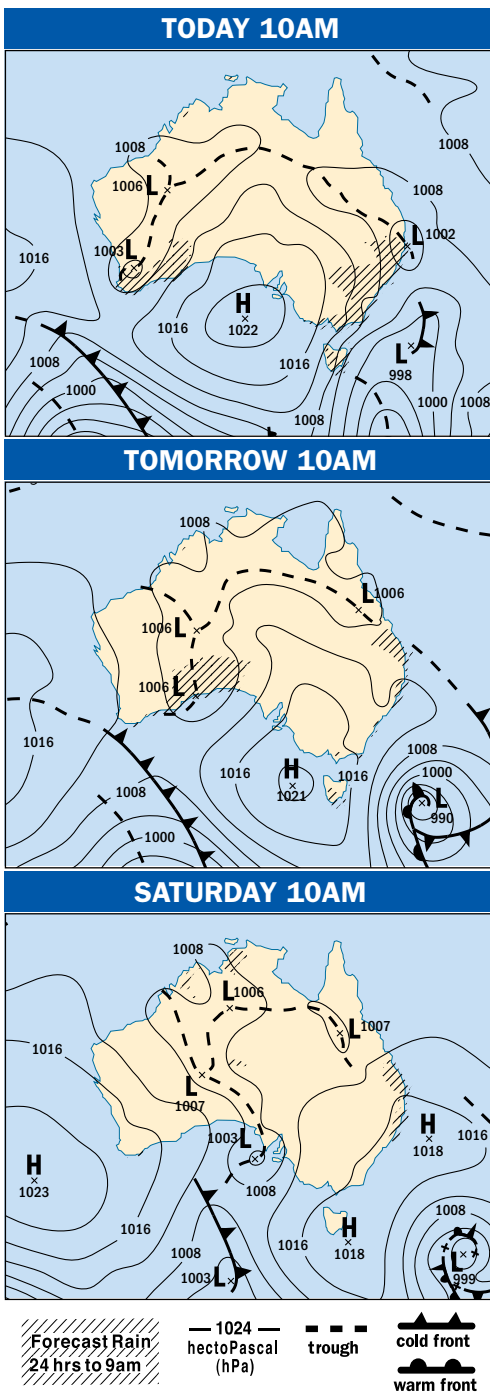 TODAY 10AM
1008
1008
1008
1006 L
L 1002
1003 L
1016
H
1022
1016
1016
1008
1000
L
998
1008
1000
1008
L
TOMORROW 10AM
1008
L 1006
1006 L
1006 L
1016
1016
H
1021
1016
1008
1000
L
990
1008
1000
SATURDAY 10AM
1008
L 1006
L 1007
1016
L
1007
1003 L
H
1018
1016
H
1023
1008
1016
1016
H
1018
1008
1008
L
999
1003 L
Forecast Rain
24 hrs to 9am
1024
hectoPascal
(hPa)
trough
cold front
warm front